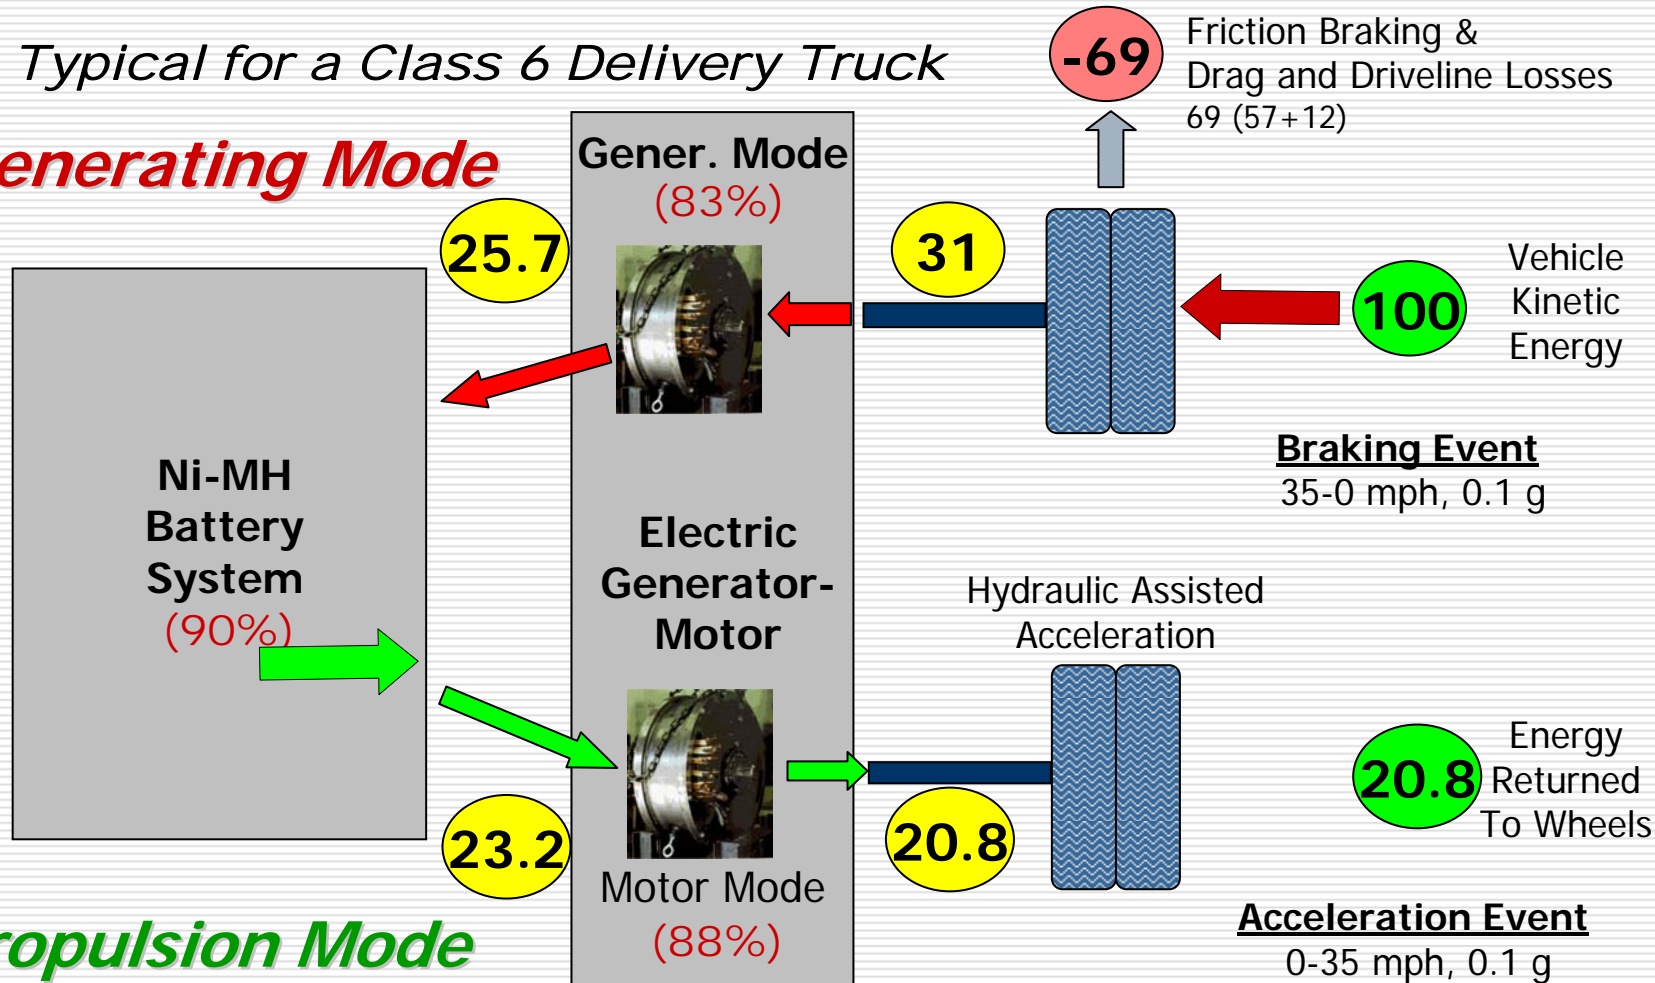 Typical for a Class 6 Delivery Truck
-69
Friction Braking &
Drag and Driveline Losses
69 (57+12)
enerating Mode
Gener. Mode
(83%)
25.7
31
100
Vehicle
Kinetic
Energy
Braking Event
35-0 mph, 0.1 g
Ni-MH
Battery
System
(90%)
Electric
Generator-
Motor
Hydraulic Assisted
Acceleration
23.2
20.8
20.8
Energy
Returned
To Wheels
Motor Mode
(88%)
ropulsion Mode
Acceleration Event
0-35 mph, 0.1 g